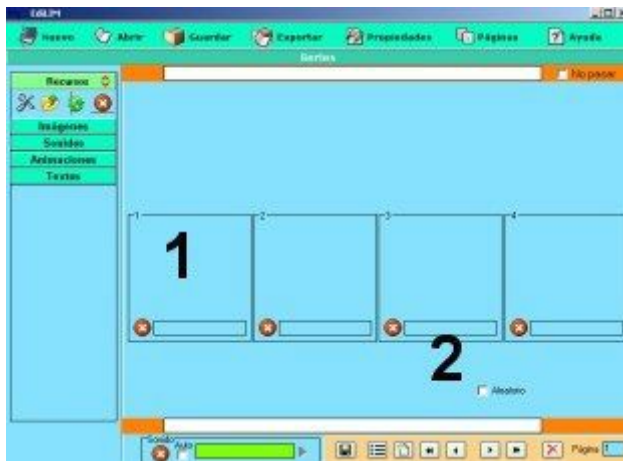 EdiLIM
Nuevo Abrir Guardar Exportar Propiedades Páginas Ayuda
Series
Recursos
No pasar
Imágenes
Sonidos
Animaciones
Textos
1 2 3 4
1
2
Aleatorio
Sonido Auto
Página 1